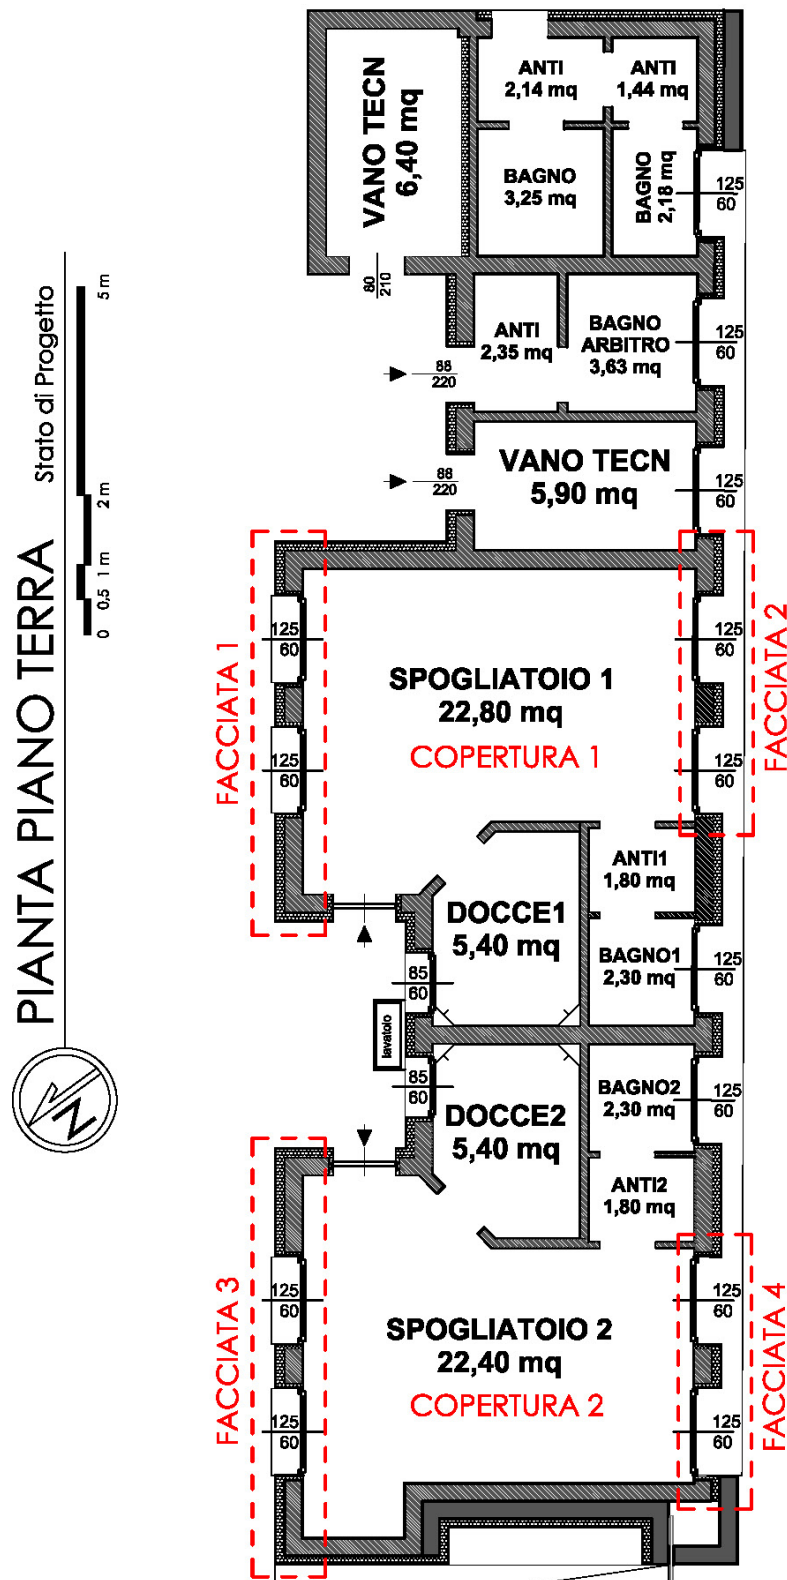 VANO TECN
6,40 mq
ANTI
2,14 mq
ANTI
1,44 mq
BAGNO
3,25 mq
BAGNO
2,18 mq
125
60
80
210
ANTI
2,35 mq
BAGNO
ARBITRO
3,63 mq
125
60
88
220
VANO TECN
5,90 mq
88
220
125
60
PIANTA PIANO TERRA
Stato di Progetto
0
0,5
1 m
2 m
5 m
N
FACCIATA 1
125
60
125
60
SPOGLIATOIO 1
22,80 mq
COPERTURA 1
125
60
125
60
FACCIATA 2
ANTI1
1,80 mq
DOCCE1
5,40 mq
BAGNO1
2,30 mq
125
60
85
60
lavatoio
85
60
DOCCE2
5,40 mq
BAGNO2
2,30 mq
125
60
ANTI2
1,80 mq
FACCIATA 3
125
60
125
60
SPOGLIATOIO 2
22,40 mq
COPERTURA 2
125
60
125
60
FACCIATA 4